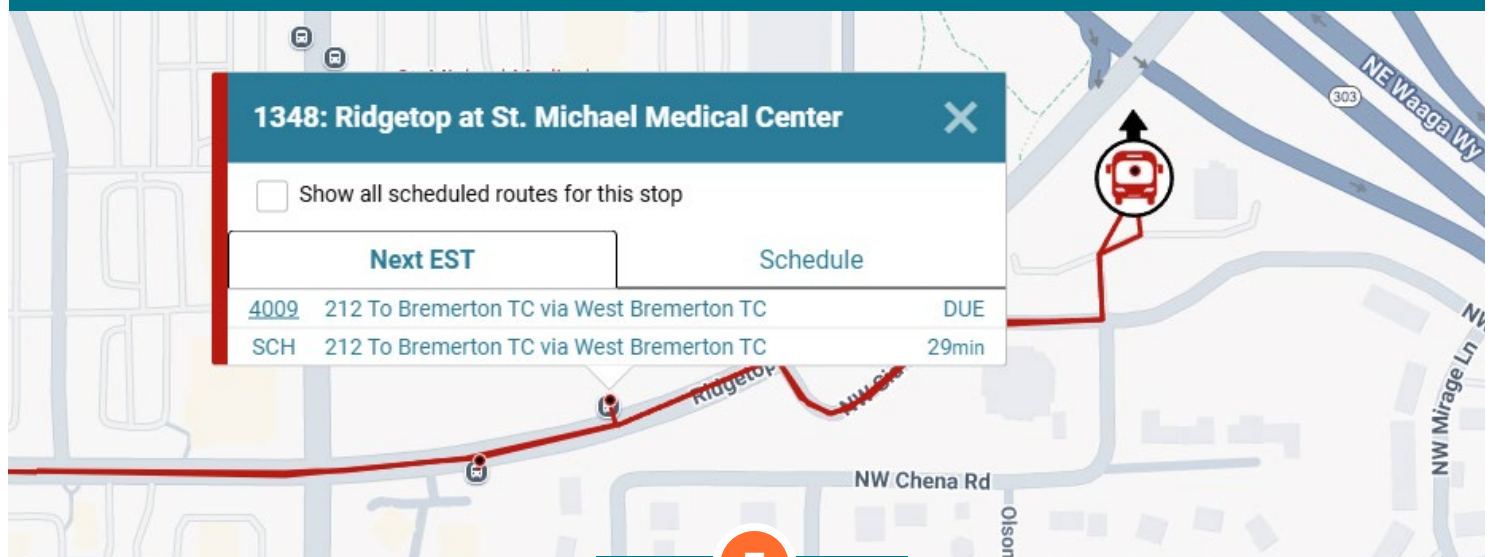 1348: Ridgetop at St. Michael Medical Center
Show all scheduled routes for this stop
Next EST
Schedule
4009 212 To Bremerton TC via West Bremerton TC DUE
SCH 212 To Bremerton TC via West Bremerton TC 29min
NE Waaga Wy
303
Ridgetop
NW
NW
NW Mirage Ln
NW Chena Rd